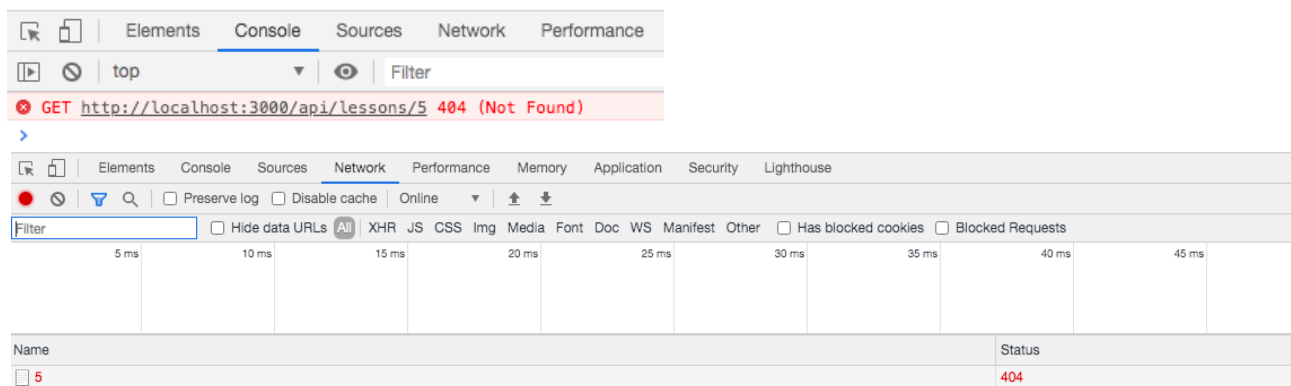 Elements Console Sources Network Performance
top Filter
GET http://localhost:3000/api/lessons/5 404 (Not Found)
>
Elements Console Sources Network Performance Memory Application Security Lighthouse
Preserve log Disable cache Online
Filter Hide data URLs All XHR JS CSS Img Media Font Doc WS Manifest Other Has blocked cookies Blocked Requests
5 ms 10 ms 15 ms 20 ms 25 ms 30 ms 35 ms 40 ms 45 ms
Name Status
5 404